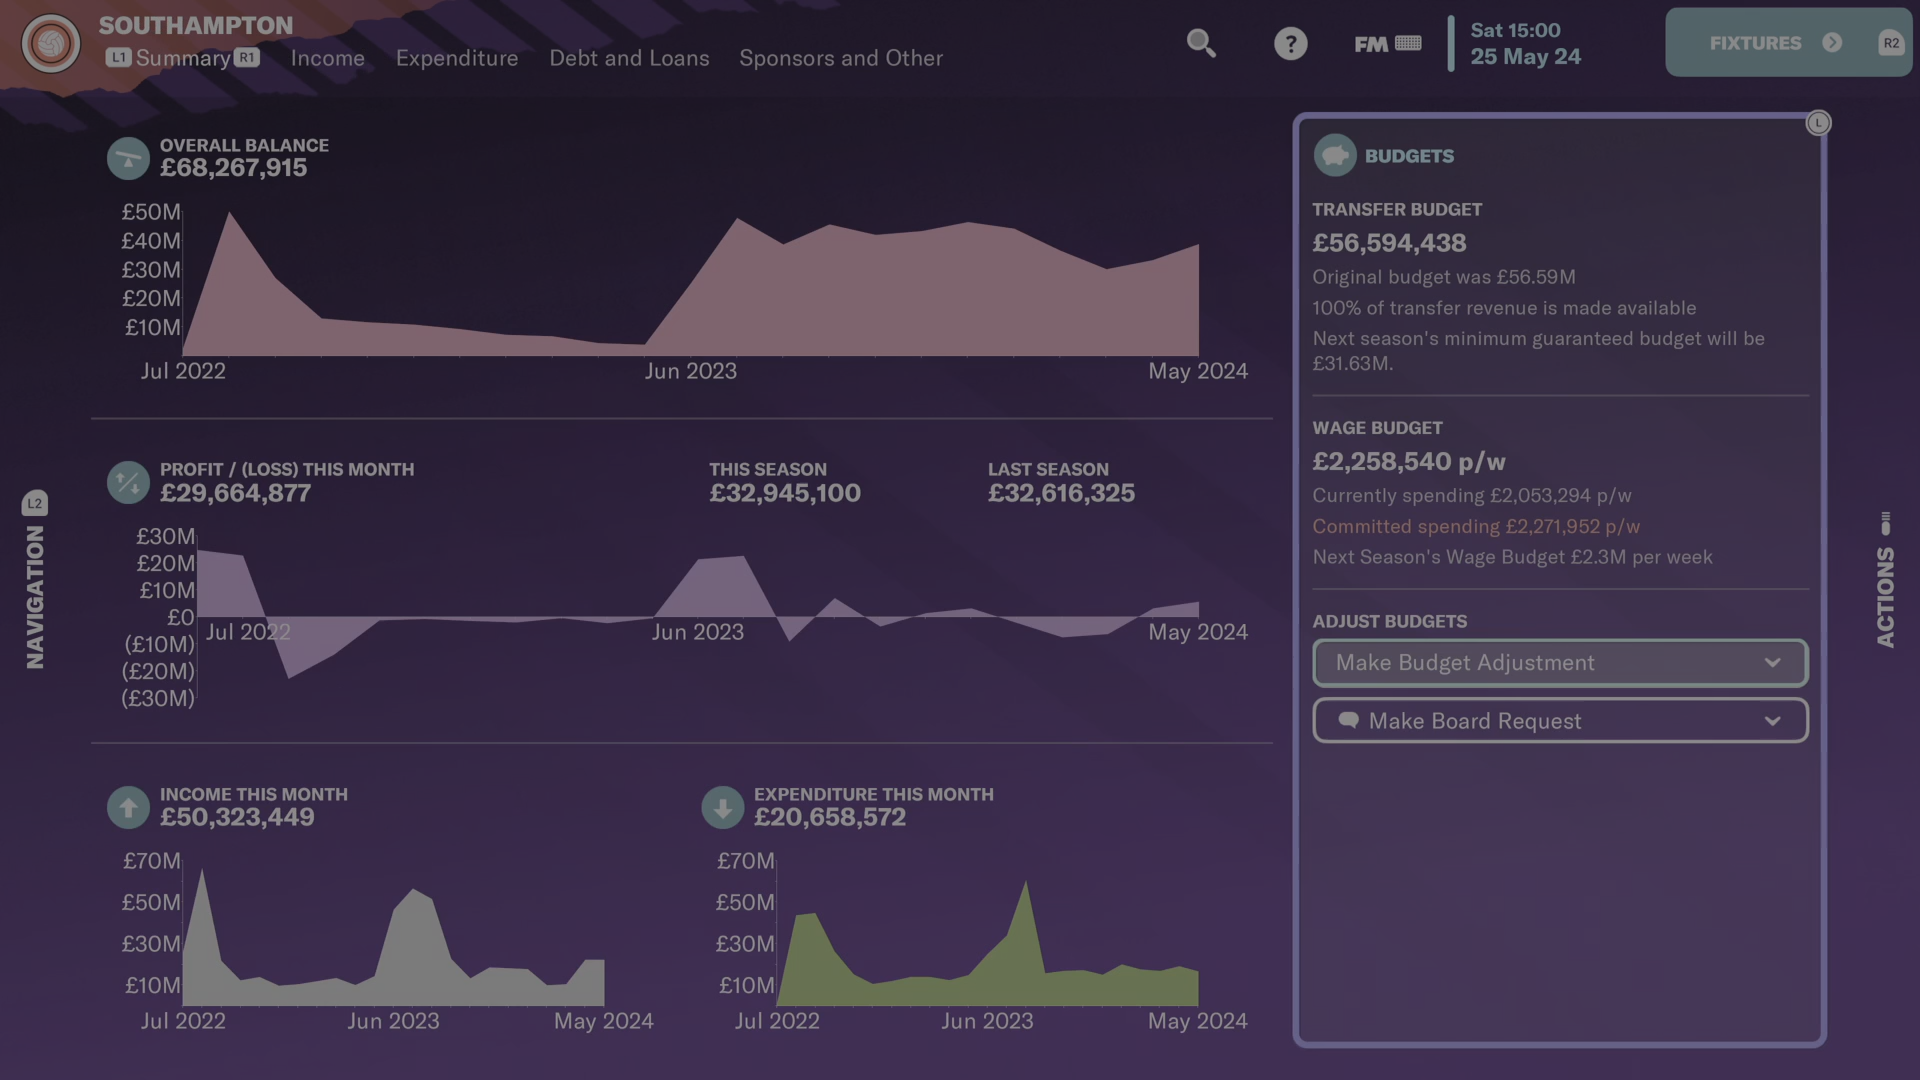 SOUTHAMPTON
L1 Summary R1 Income Expenditure Debt and Loans Sponsors and Other
?
FM
Sat 15:00
25 May 24
FIXTURES
R2
OVERALL BALANCE
£68,267,915
£50M
£40M
£30M
£20M
£10M
Jul 2022 Jun 2023 May 2024
PROFIT / (LOSS) THIS MONTH
£29,664,877
THIS SEASON
£32,945,100
LAST SEASON
£32,616,325
£30M
£20M
£10M
£0
(£10M)
(£20M)
(£30M)
Jul 2022 Jun 2023 May 2024
INCOME THIS MONTH
£50,323,449
£70M
£50M
£30M
£10M
Jul 2022 Jun 2023 May 2024
EXPENDITURE THIS MONTH
£20,658,572
£70M
£50M
£30M
£10M
Jul 2022 Jun 2023 May 2024
L
BUDGETS
TRANSFER BUDGET
£56,594,438
Original budget was £56.59M
100% of transfer revenue is made available
Next season's minimum guaranteed budget will be
£31.63M.
WAGE BUDGET
£2,258,540 p/w
Currently spending £2,053,294 p/w
Committed spending £2,271,952 p/w
Next Season's Wage Budget £2.3M per week
ADJUST BUDGETS
Make Budget Adjustment
Make Board Request
L2
NAVIGATION
ACTIONS